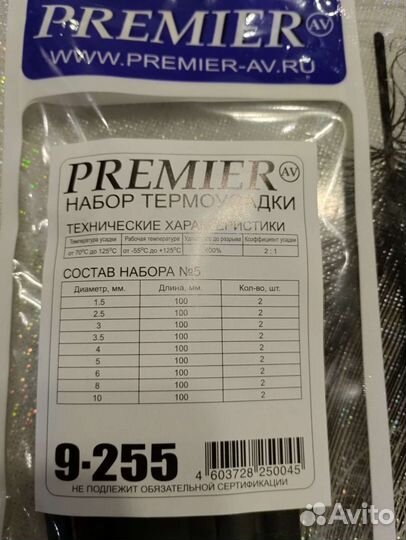 PREMIER AV
WWW.PREMIER-AV.RU
PREMIER AV
НАБОР ТЕРМОУСАДКИ
ТЕХНИЧЕСКИЕ ХАРАКТЕРИСТИКИ
Температура усадки Рабочая температура до разрыва Коэффициент усадки
от 70°C до 125°C от -55°C до +125°C 2 : 1
СОСТАВ НАБОРА №5
Диаметр, мм. Длина, мм. Кол-во, шт.
1.5 100 2
2.5 100 2
3 100 2
3.5 100 2
4 100 2
5 100 2
6 100 2
8 100 2
10 100 2
9-255
4 603728 250045
НЕ ПОДЛЕЖИТ ОБЯЗАТЕЛЬНОЙ СЕРТИФИКАЦИИ
Avito